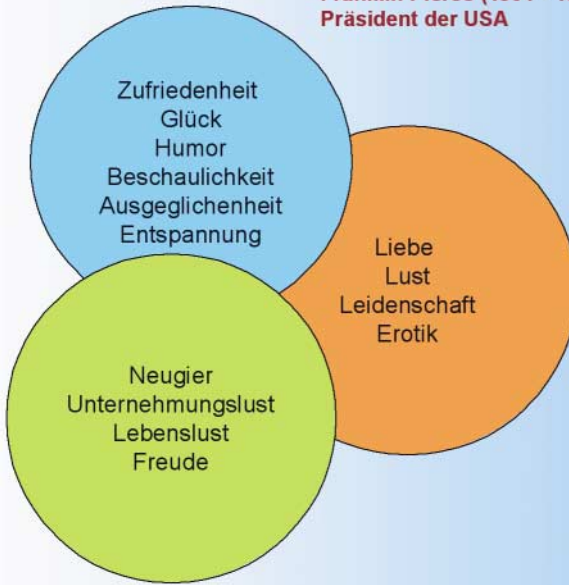 Präsident der USA
Zufriedenheit
Glück
Humor
Beschaulichkeit
Ausgeglichenheit
Entspannung
Liebe
Lust
Leidenschaft
Erotik
Neugier
Unternehmungslust
Lebenslust
Freude